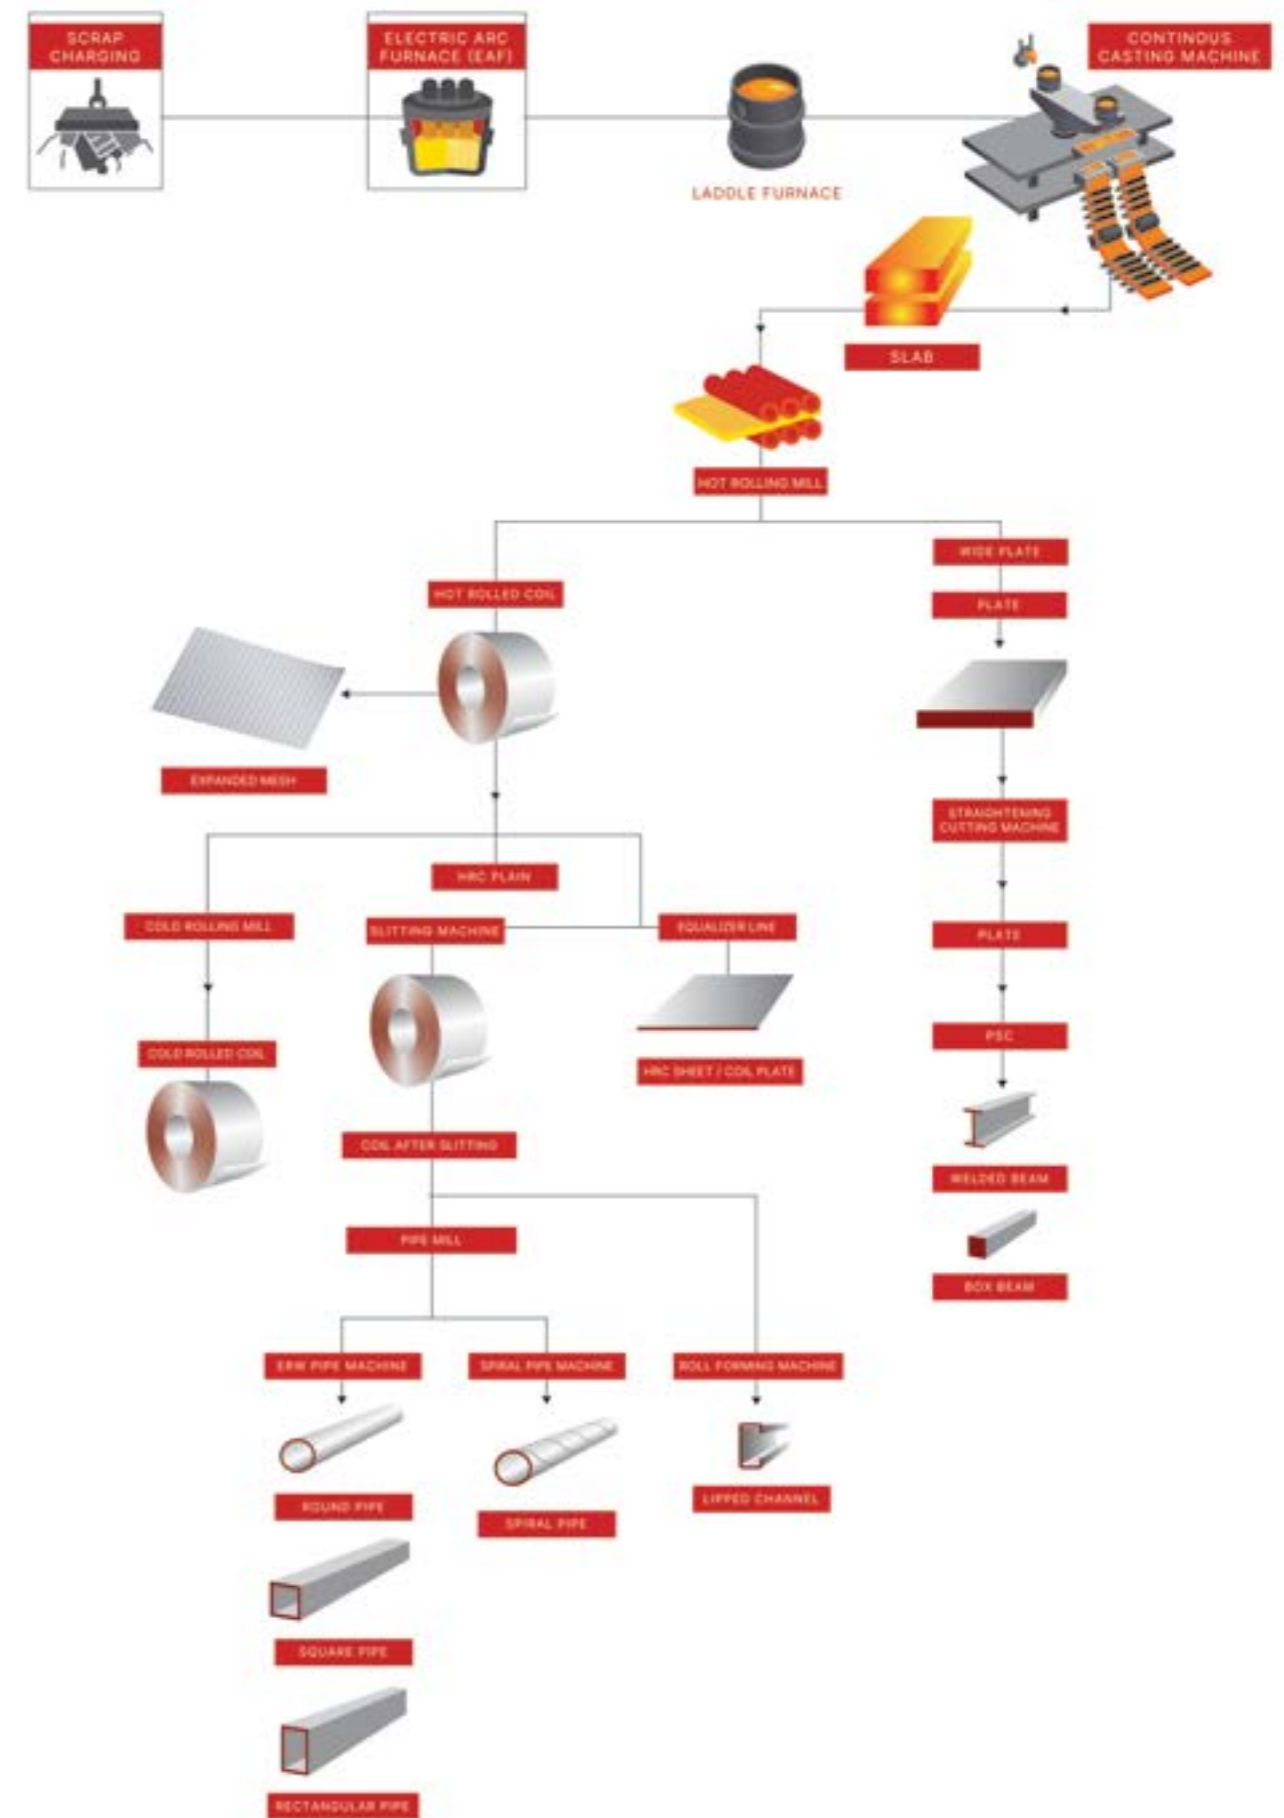 SCRAP
CHARGING
ELECTRIC ARC
FURNACE (EAF)
CONTINOUS
CASTING MACHINE
LADDLE FURNACE
SLAB
HOT ROLLING MILL
WIDE PLATE
HOT ROLLED COIL
PLATE
EXPANDED MESH
STRAIGHTENING
CUTTING MACHINE
HRC PLAIN
COLD ROLLING MILL
SLITTING MACHINE
EQUALIZER LINE
PLATE
PSC
COLD ROLLED COIL
HRC SHEET / COIL PLATE
COIL AFTER SLITTING
WELDED BEAM
PIPE MILL
BOX BEAM
ERW PIPE MACHINE
SPIRAL PIPE MACHINE
ROLL FORMING MACHINE
ROUND PIPE
SPIRAL PIPE
LIPPED CHANNEL
SQUARE PIPE
RECTANGULAR PIPE